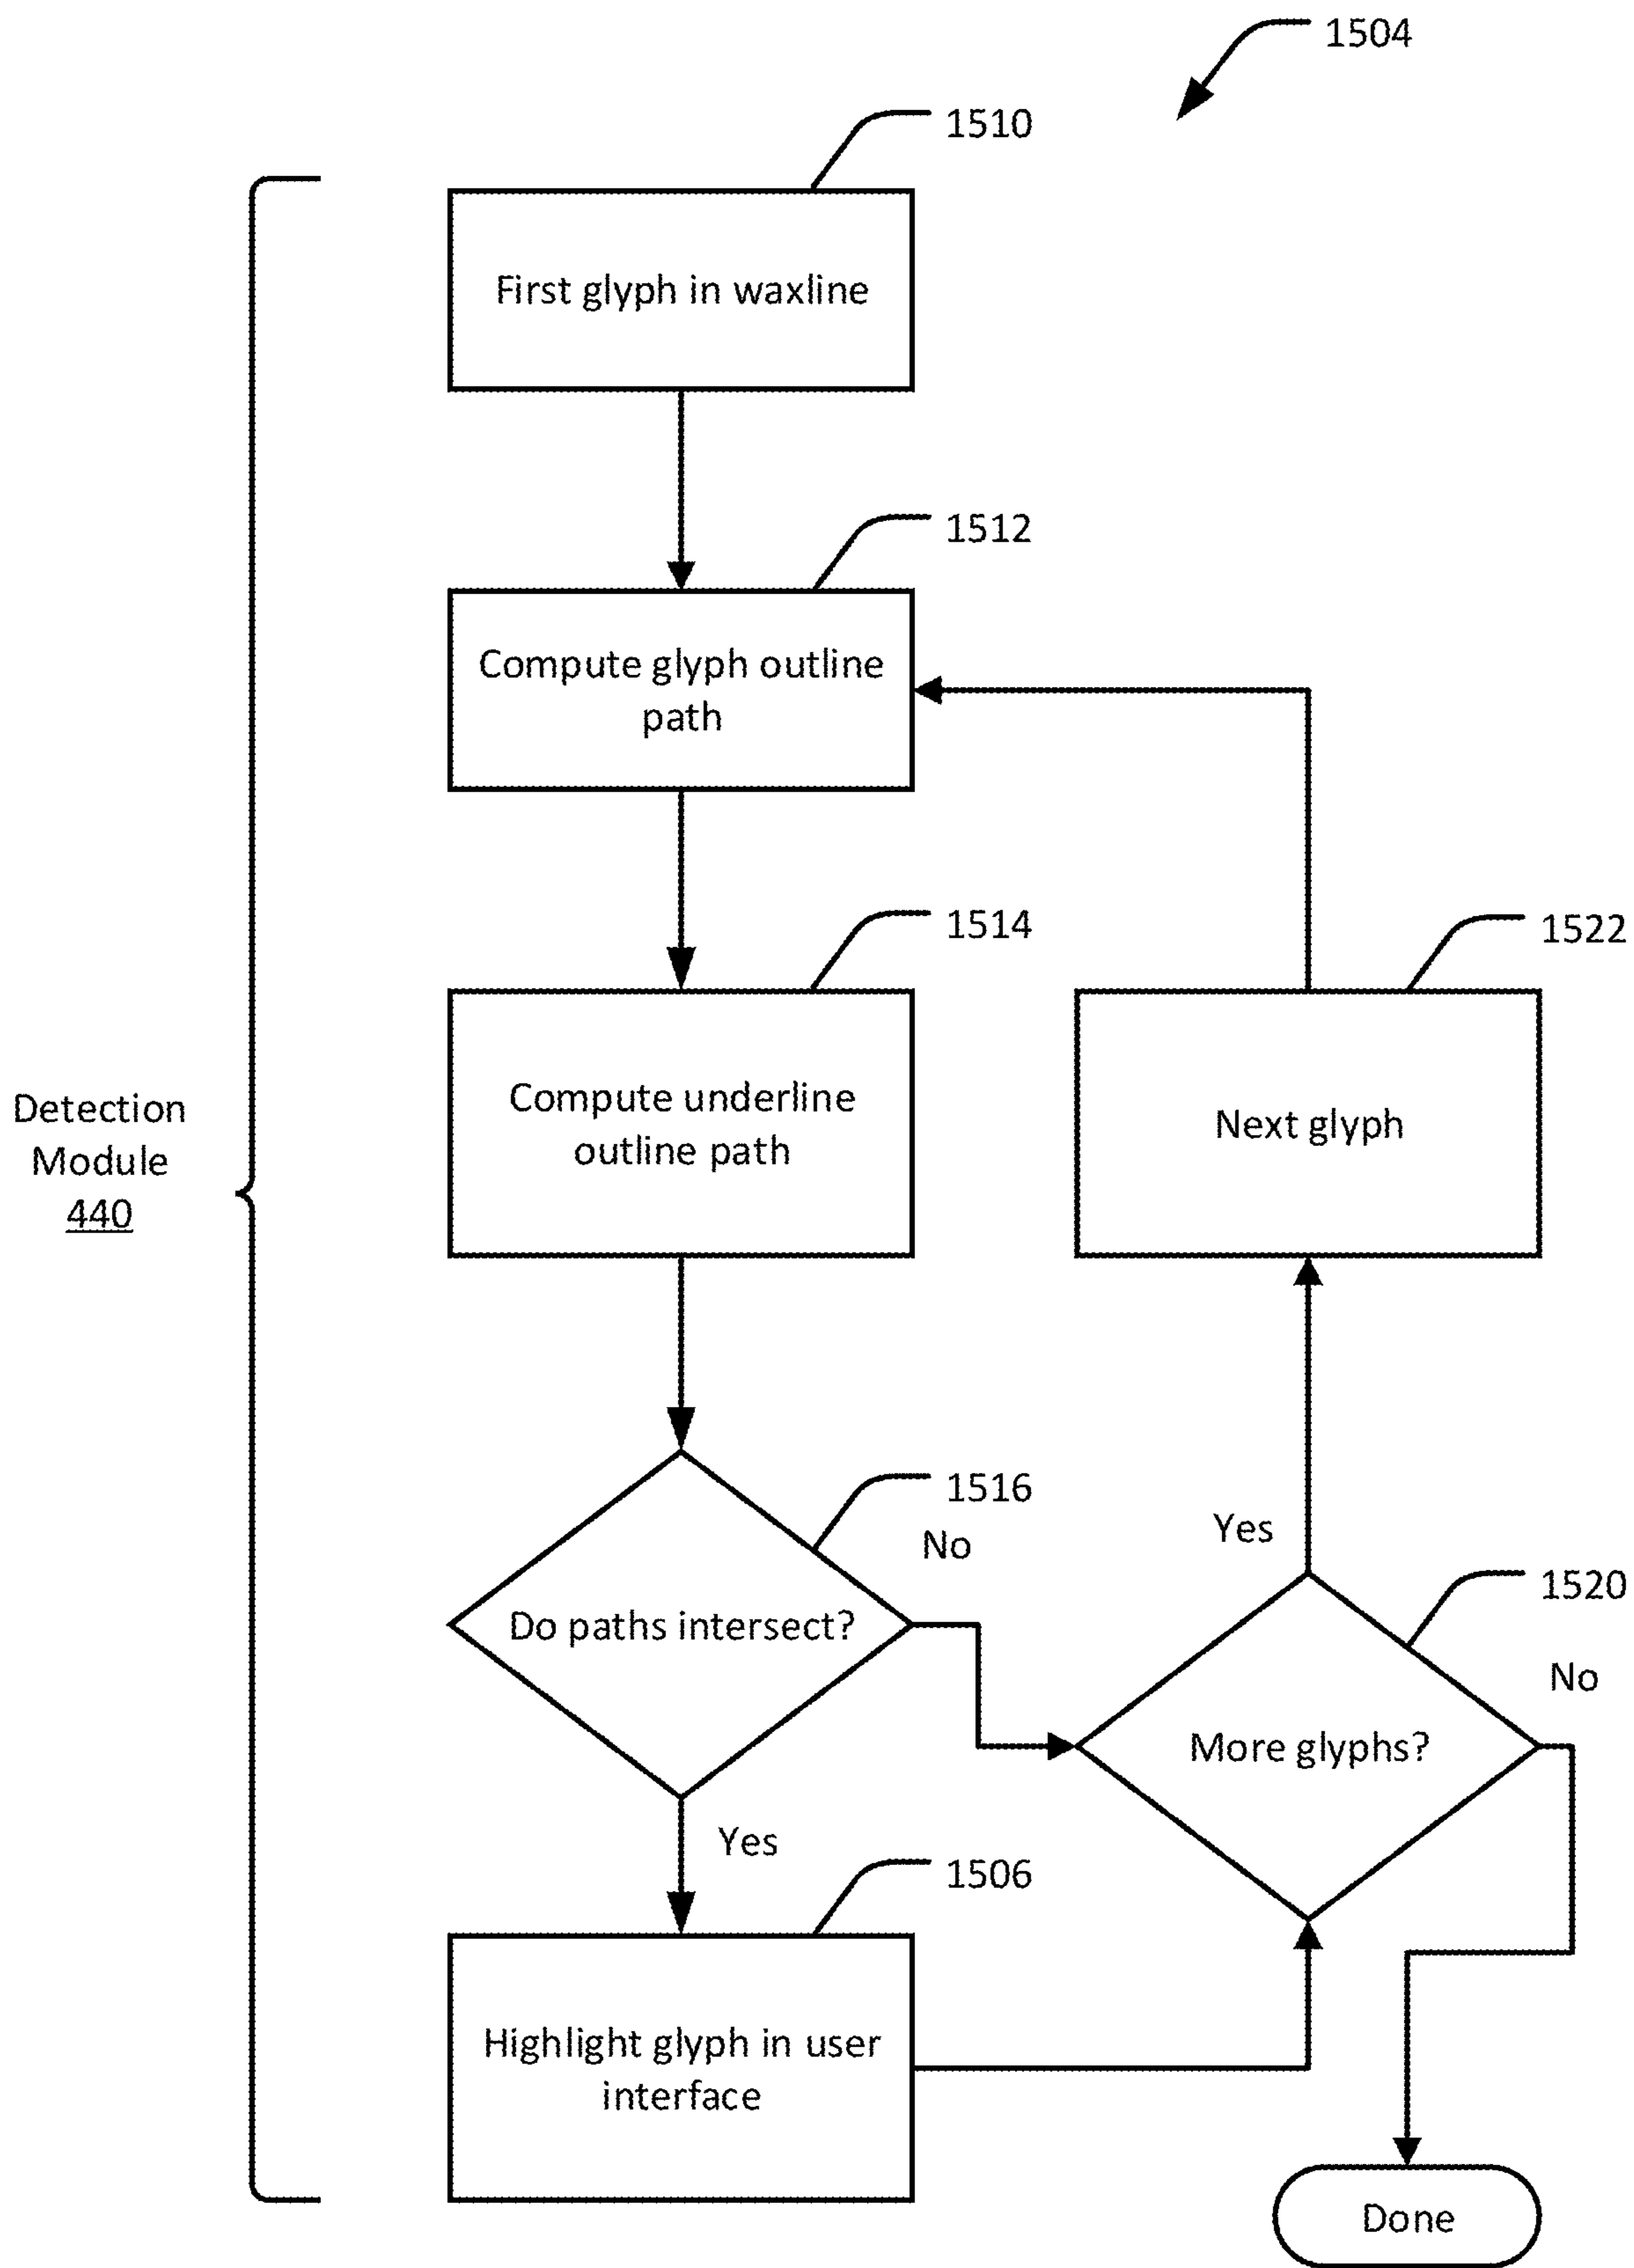 1504
1510
First glyph in waxline
1512
Compute glyph outline
path
1514
1522
Compute underline
outline path
Next glyph
Detection
Module
440
1516
No
Yes
1520
Do paths intersect?
No
More glyphs?
Yes
1506
Highlight glyph in user
interface
Done